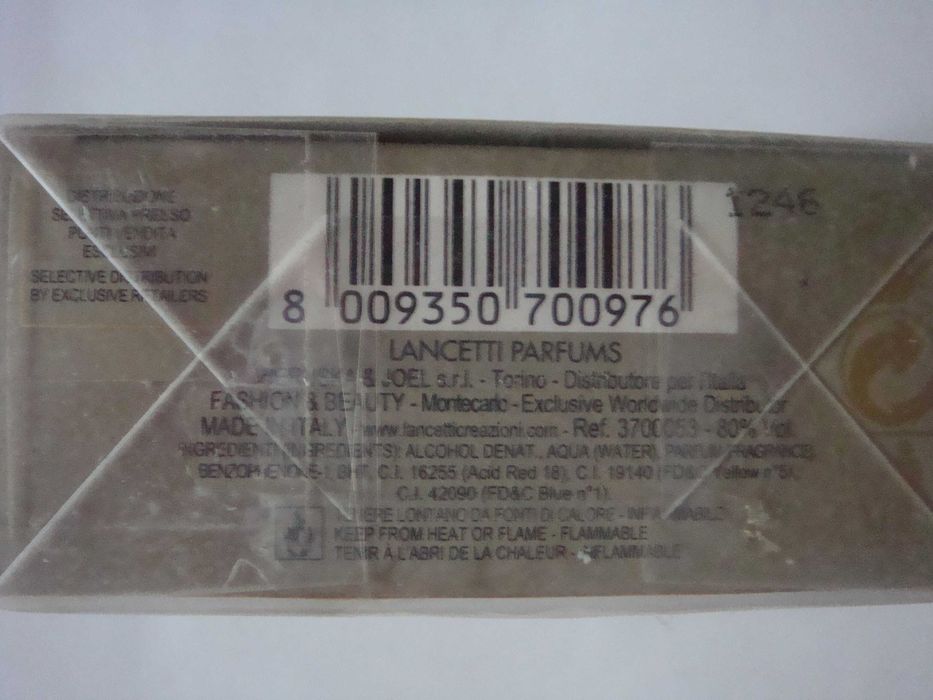 DISTRIBUZIONE
SELETTIVA PRESSO
PUNTI VENDITA
ESCLUSIVI
SELECTIVE DISTRIBUTION
BY EXCLUSIVE RETAILERS
1246
8 009350 700976
LANCETTI PARFUMS
& JOEL s.r.l. - Torino - Distributore per l'Italia
FASHION & BEAUTY - Montecarlo - Exclusive Worldwide Distributor
MADE IN ITALY - www.lancetticreazioni.com - Ref. 3700053 - 80% Vol.
INGREDIENTI (INGREDIENTS): ALCOHOL DENAT., AQUA (WATER), PARFUM (FRAGRANCE),
BENZOPHENONE-1, BHT, C.I. 16255 (Acid Red 18), C.I. 19140 (FD&C Yellow n°5),
C.I. 42090 (FD&C Blue n°1).
TENERE LONTANO DA FONTI DI CALORE - INFIAMMABILE
KEEP FROM HEAT OR FLAME - FLAMMABLE
TENIR À L'ABRI DE LA CHALEUR - INFLAMMABLE